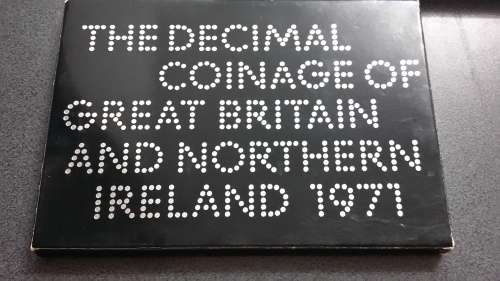 THE DECIMAL
COINAGE OF
GREAT BRITAIN
AND NORTHERN
IRELAND 1971